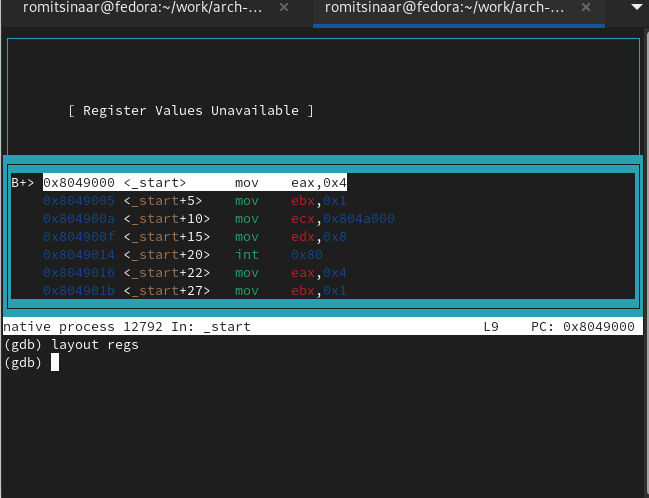 romitsinaar@fedora:~/work/arch-... × romitsinaar@fedora:~/work/arch-... ×
[ Register Values Unavailable ]
B+> 0x8049000 <_start> mov eax,0x4
0x8049005 <_start+5> mov ebx,0x1
0x804900a <_start+10> mov ecx,0x804a000
0x804900f <_start+15> mov edx,0x8
0x8049014 <_start+20> int 0x80
0x8049016 <_start+22> mov eax,0x4
0x804901b <_start+27> mov ebx,0x1
native process 12792 In: _start L9 PC: 0x8049000
(gdb) layout regs
(gdb)